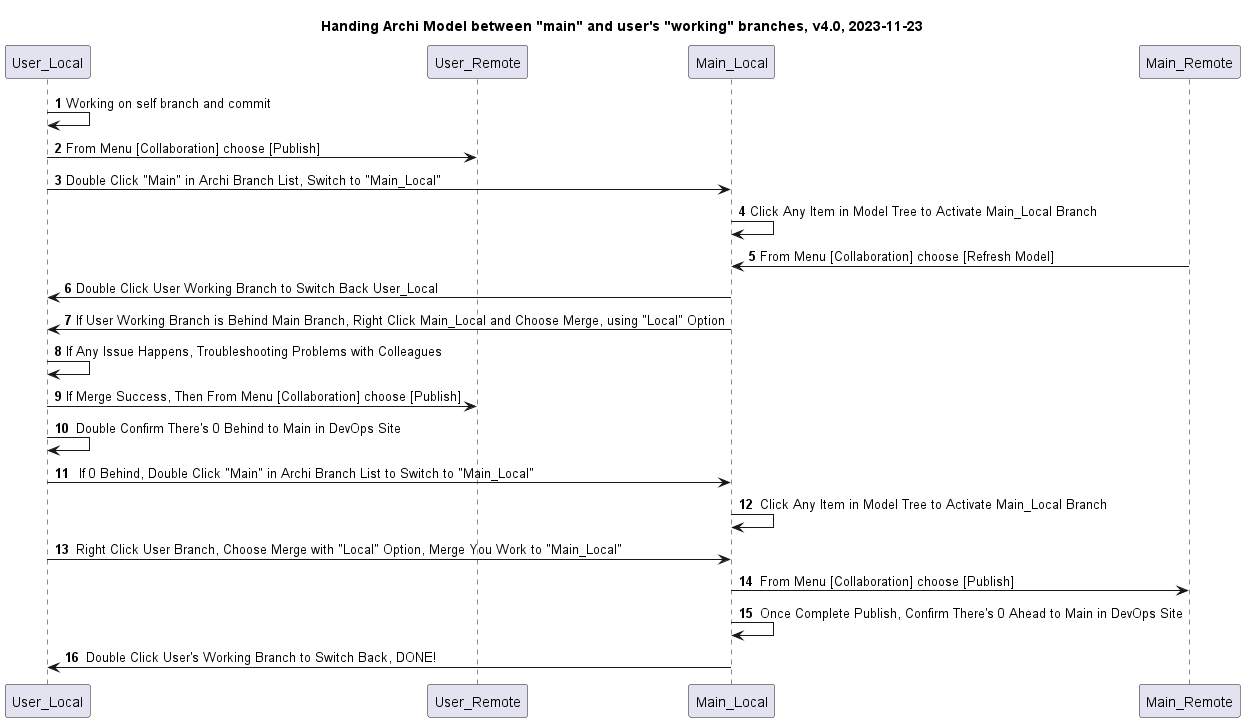 Handing Archi Model between "main" and user's "working" branches, v4.0, 2023-11-23
User_Local
User_Remote
Main_Local
Main_Remote
1 Working on self branch and commit
2 From Menu [Collaboration] choose [Publish]
3 Double Click "Main" in Archi Branch List, Switch to "Main_Local"
4 Click Any Item in Model Tree to Activate Main_Local Branch
5 From Menu [Collaboration] choose [Refresh Model]
6 Double Click User Working Branch to Switch Back User_Local
7 If User Working Branch is Behind Main Branch, Right Click Main_Local and Choose Merge, using "Local" Option
8 If Any Issue Happens, Troubleshooting Problems with Colleagues
9 If Merge Success, Then From Menu [Collaboration] choose [Publish]
10 Double Confirm There's 0 Behind to Main in DevOps Site
11 If 0 Behind, Double Click "Main" in Archi Branch List to Switch to "Main_Local"
12 Click Any Item in Model Tree to Activate Main_Local Branch
13 Right Click User Branch, Choose Merge with "Local" Option, Merge You Work to "Main_Local"
14 From Menu [Collaboration] choose [Publish]
15 Once Complete Publish, Confirm There's 0 Ahead to Main in DevOps Site
16 Double Click User's Working Branch to Switch Back, DONE!
User_Local
User_Remote
Main_Local
Main_Remote